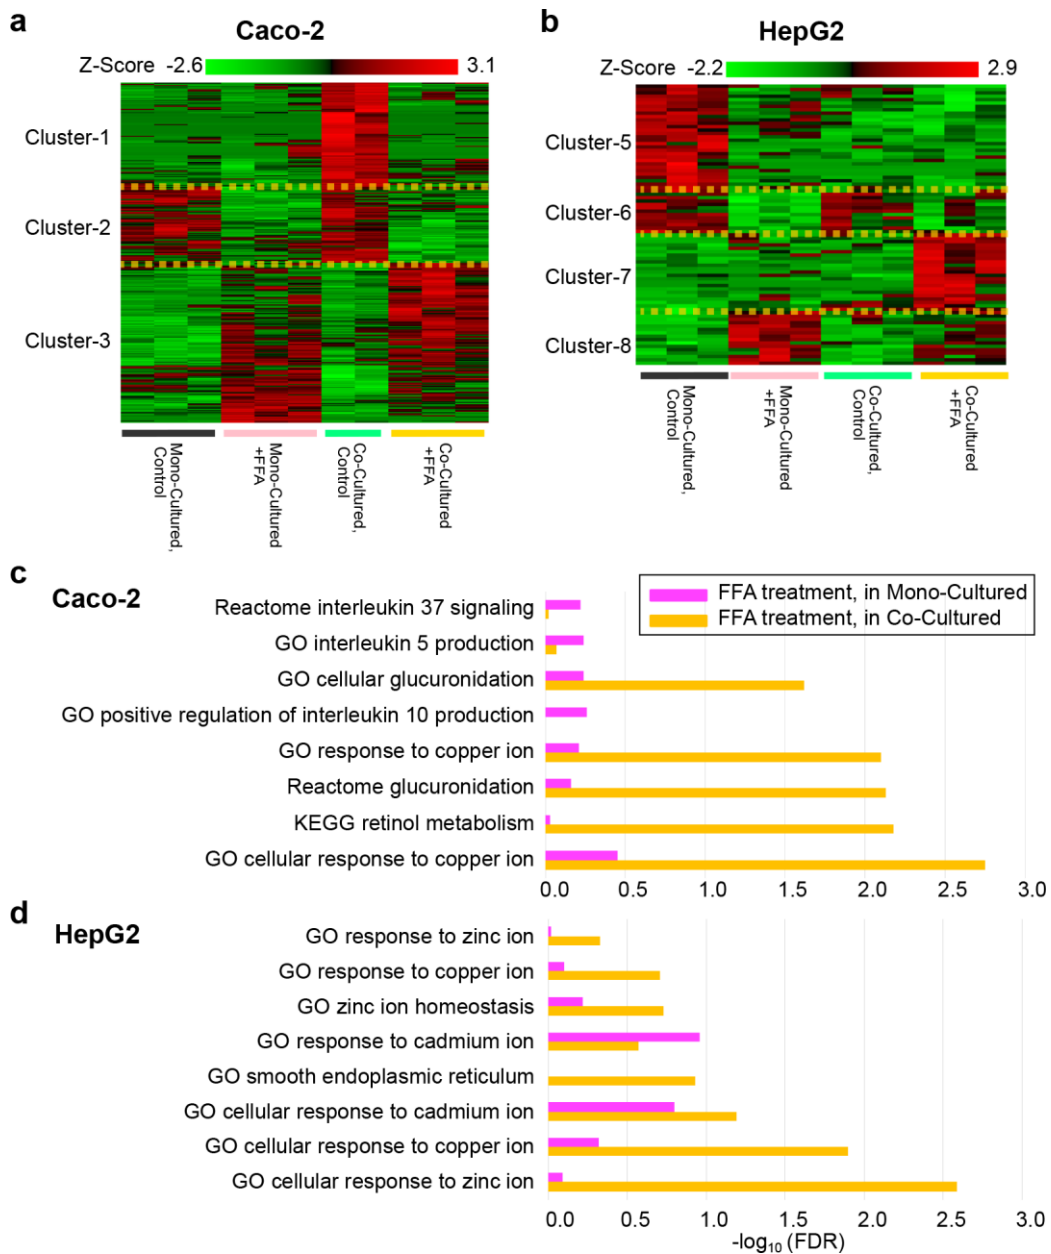 a
Caco-2
Z-Score -2.6 3.1
Cluster-1
Cluster-2
Cluster-3
Mono-Cultured,
Control
Mono-Cultured
+FFA
Co-Cultured,
Control
Co-Cultured
+FFA
b
HepG2
Z-Score -2.2 2.9
Cluster-5
Cluster-6
Cluster-7
Cluster-8
Mono-Cultured,
Control
Mono-Cultured
+FFA
Co-Cultured,
Control
Co-Cultured
+FFA
c
Caco-2
FFA treatment, in Mono-Cultured
FFA treatment, in Co-Cultured
Reactome interleukin 37 signaling
GO interleukin 5 production
GO cellular glucuronidation
GO positive regulation of interleukin 10 production
GO response to copper ion
Reactome glucuronidation
KEGG retinol metabolism
GO cellular response to copper ion
0.0 0.5 1.0 1.5 2.0 2.5 3.0
d
HepG2
GO response to zinc ion
GO response to copper ion
GO zinc ion homeostasis
GO response to cadmium ion
GO smooth endoplasmic reticulum
GO cellular response to cadmium ion
GO cellular response to copper ion
GO cellular response to zinc ion
0.0 0.5 1.0 1.5 2.0 2.5 3.0
-log₁₀ (FDR)